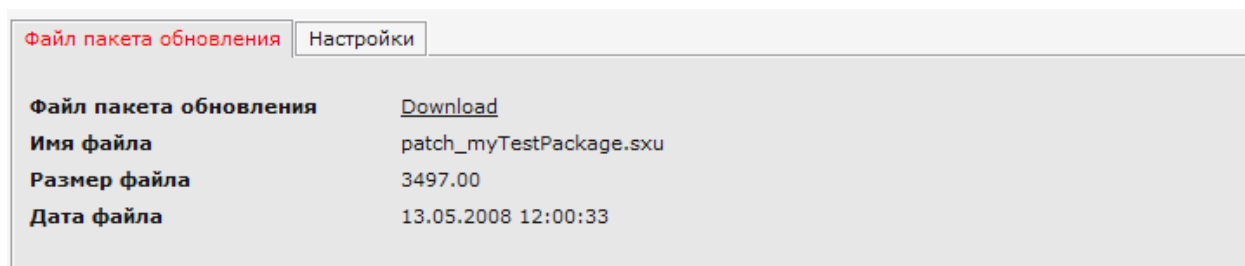 Файл пакета обновления Настройки
Файл пакета обновления Download
Имя файла patch_myTestPackage.sxu
Размер файла 3497.00
Дата файла 13.05.2008 12:00:33